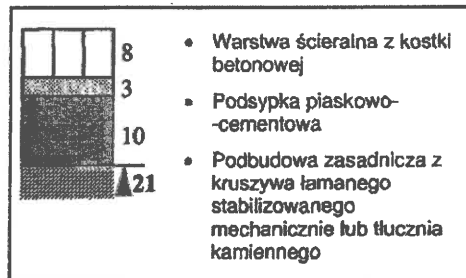 8
3
10
21
• Warstwa ścieralna z kostki
betonowej
• Podsypka piaskowo-
-cementowa
• Podbudowa zasadnicza z
kruszywa łamanego
stabilizowanego
mechanicznie lub tłucznia
kamiennego